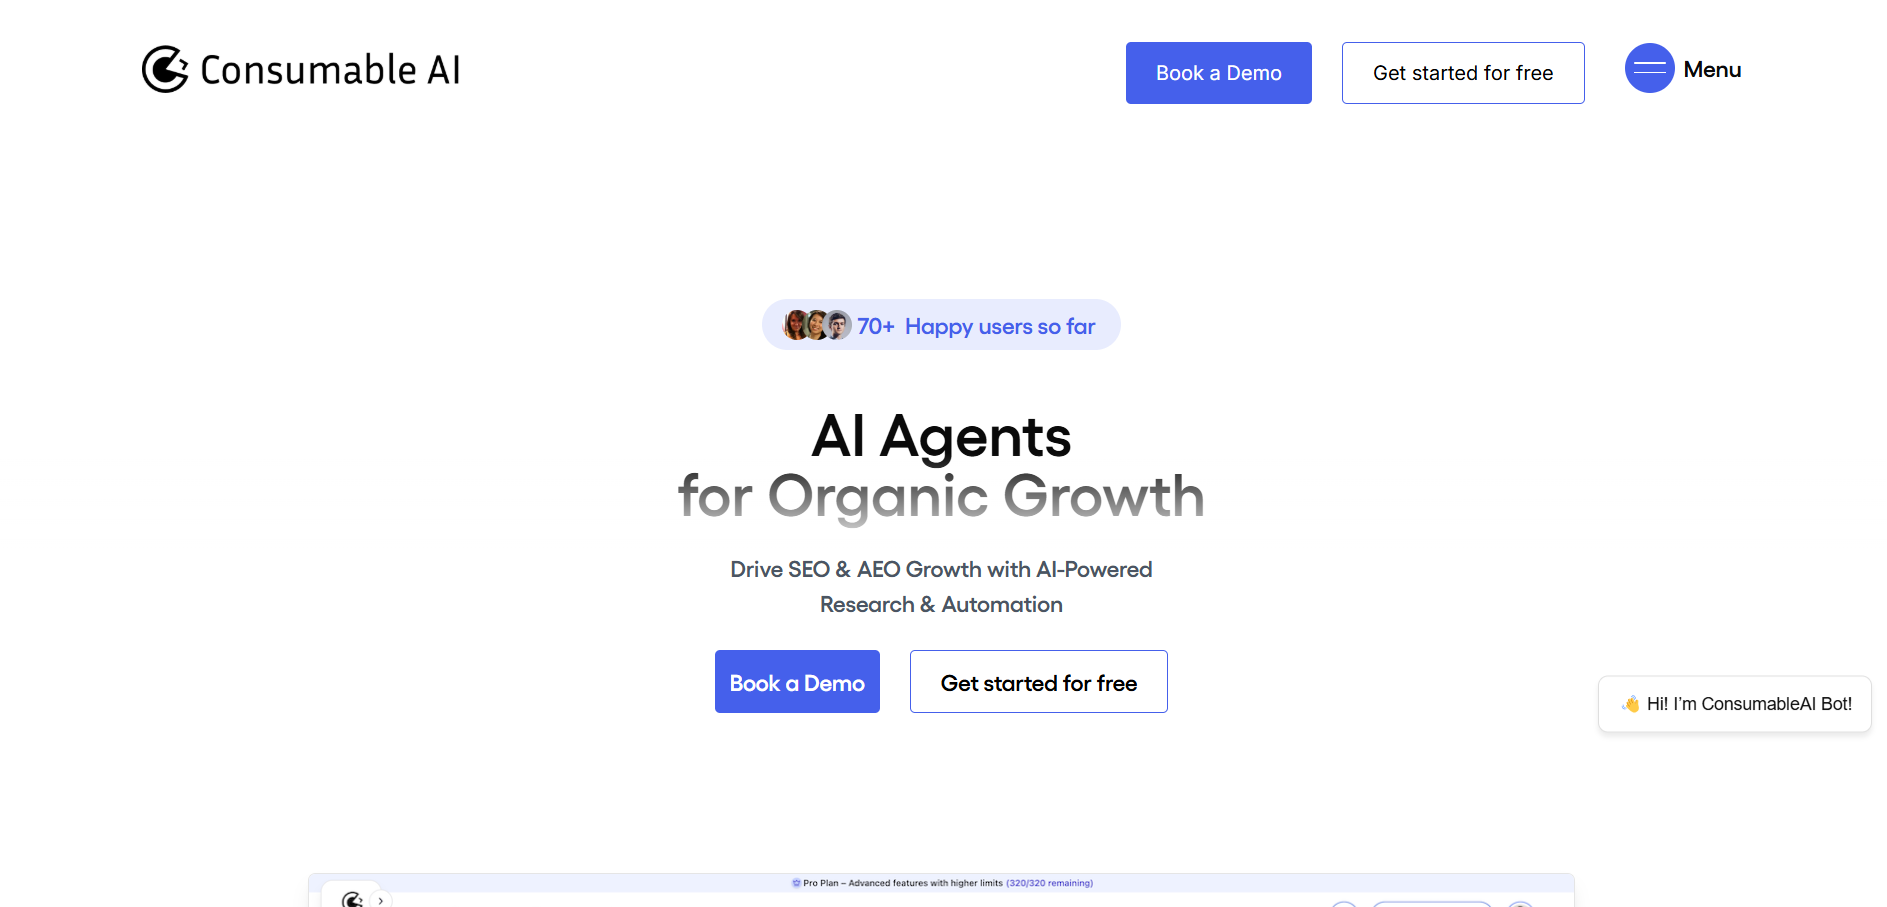 Consumable AI
Book a Demo
Get started for free
Menu
70+ Happy users so far
AI Agents
for Organic Growth
Drive SEO & AEO Growth with AI-Powered
Research & Automation
Book a Demo
Get started for free
👋 Hi! I'm ConsumableAI Bot!
Pro Plan – Advanced features with higher limits (320/320 remaining)